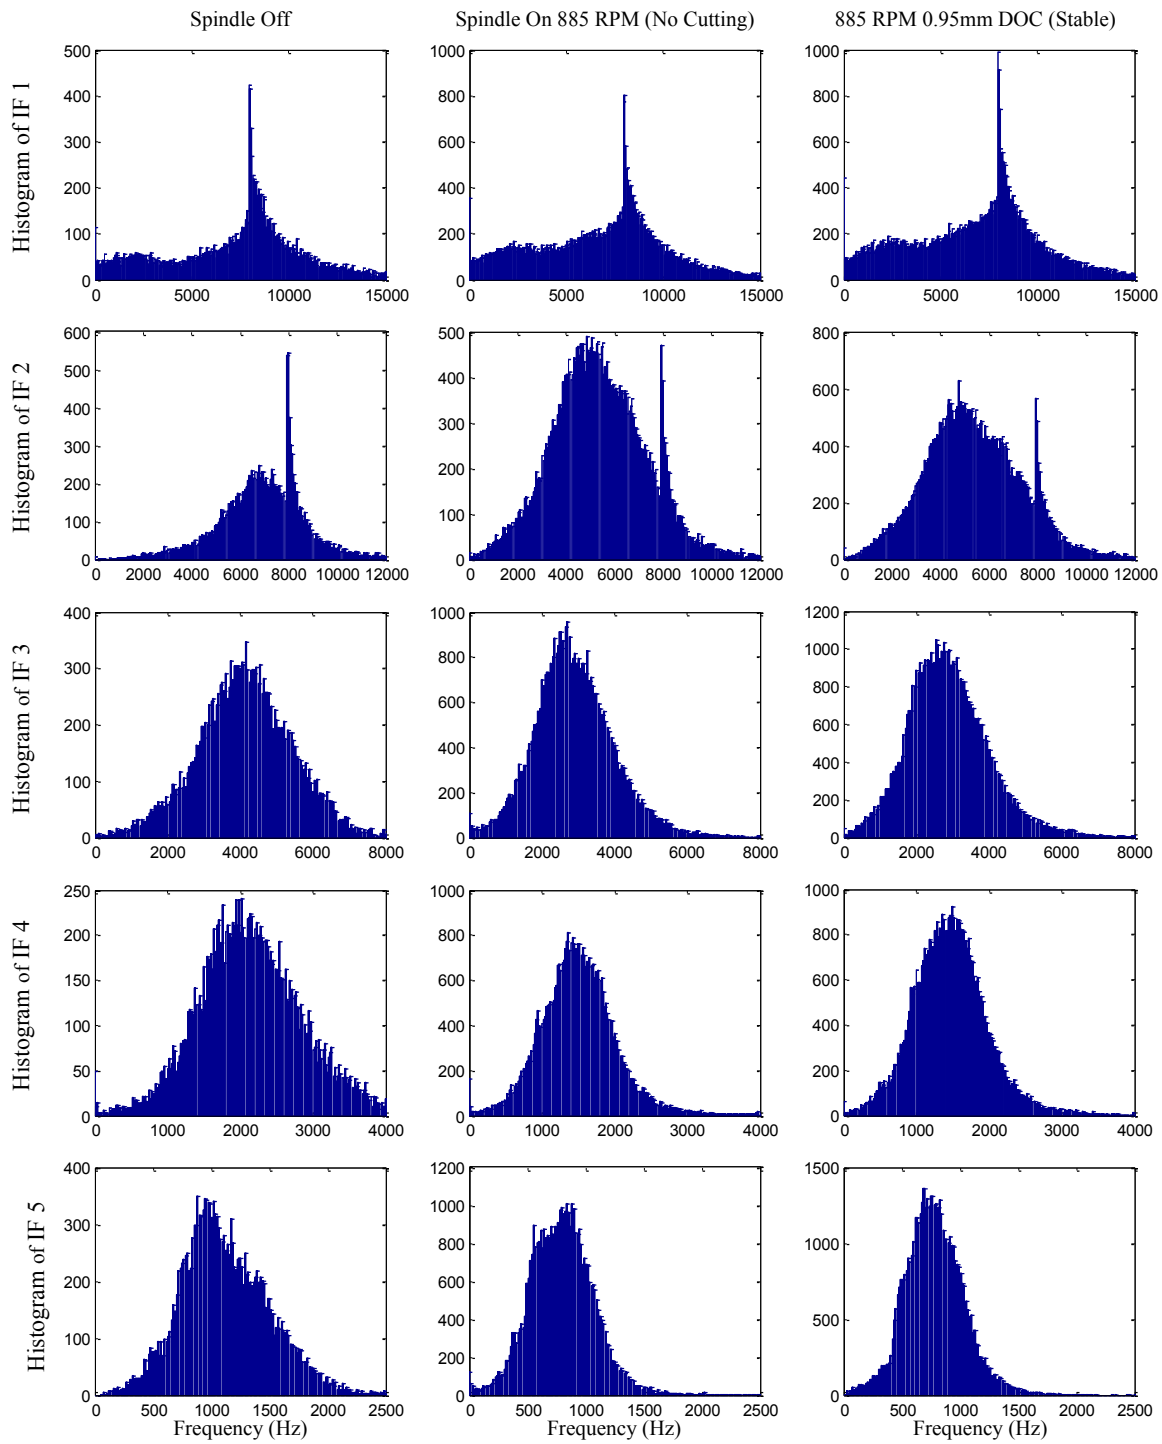 Spindle Off Spindle On 885 RPM (No Cutting) 885 RPM 0.95mm DOC (Stable)
Histogram of IF 1
500 400 300 200 100 0
0 5000 10000 15000
1000 800 600 400 200 0
0 5000 10000 15000
1000 800 600 400 200 0
0 5000 10000 15000
Histogram of IF 2
600 500 400 300 200 100 0
0 2000 4000 6000 8000 10000 12000
500 400 300 200 100 0
0 2000 4000 6000 8000 10000 12000
800 600 400 200 0
0 2000 4000 6000 8000 10000 12000
Histogram of IF 3
400 300 200 100 0
0 2000 4000 6000 8000
1000 800 600 400 200 0
0 2000 4000 6000 8000
1200 1000 800 600 400 200 0
0 2000 4000 6000 8000
Histogram of IF 4
250 200 150 100 50 0
0 1000 2000 3000 4000
1000 800 600 400 200 0
0 1000 2000 3000 4000
1000 800 600 400 200 0
0 1000 2000 3000 4000
Histogram of IF 5
400 300 200 100 0
0 500 1000 1500 2000 2500
Frequency (Hz)
1200 1000 800 600 400 200 0
0 500 1000 1500 2000 2500
Frequency (Hz)
1500 1000 500 0
0 500 1000 1500 2000 2500
Frequency (Hz)